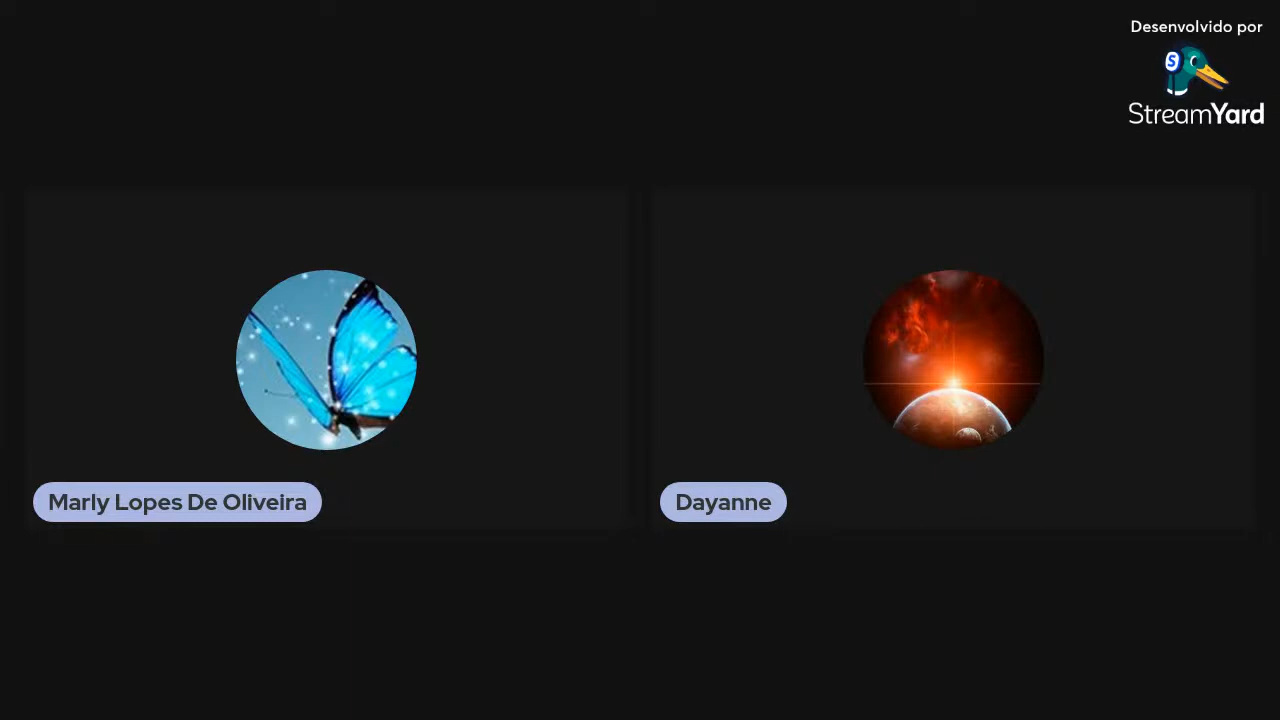 Desenvolvido por
S
StreamYard
Marly Lopes De Oliveira
Dayanne